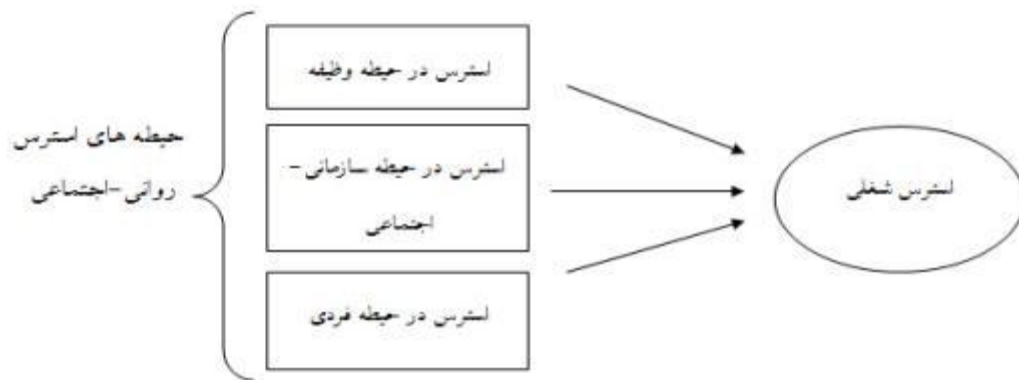 حیطه های استرس
روانی-اجتماعی
استرس در حیطه وظیفه
استرس در حیطه سازمانی-
اجتماعی
استرس در حیطه فردی
استرس شغلی